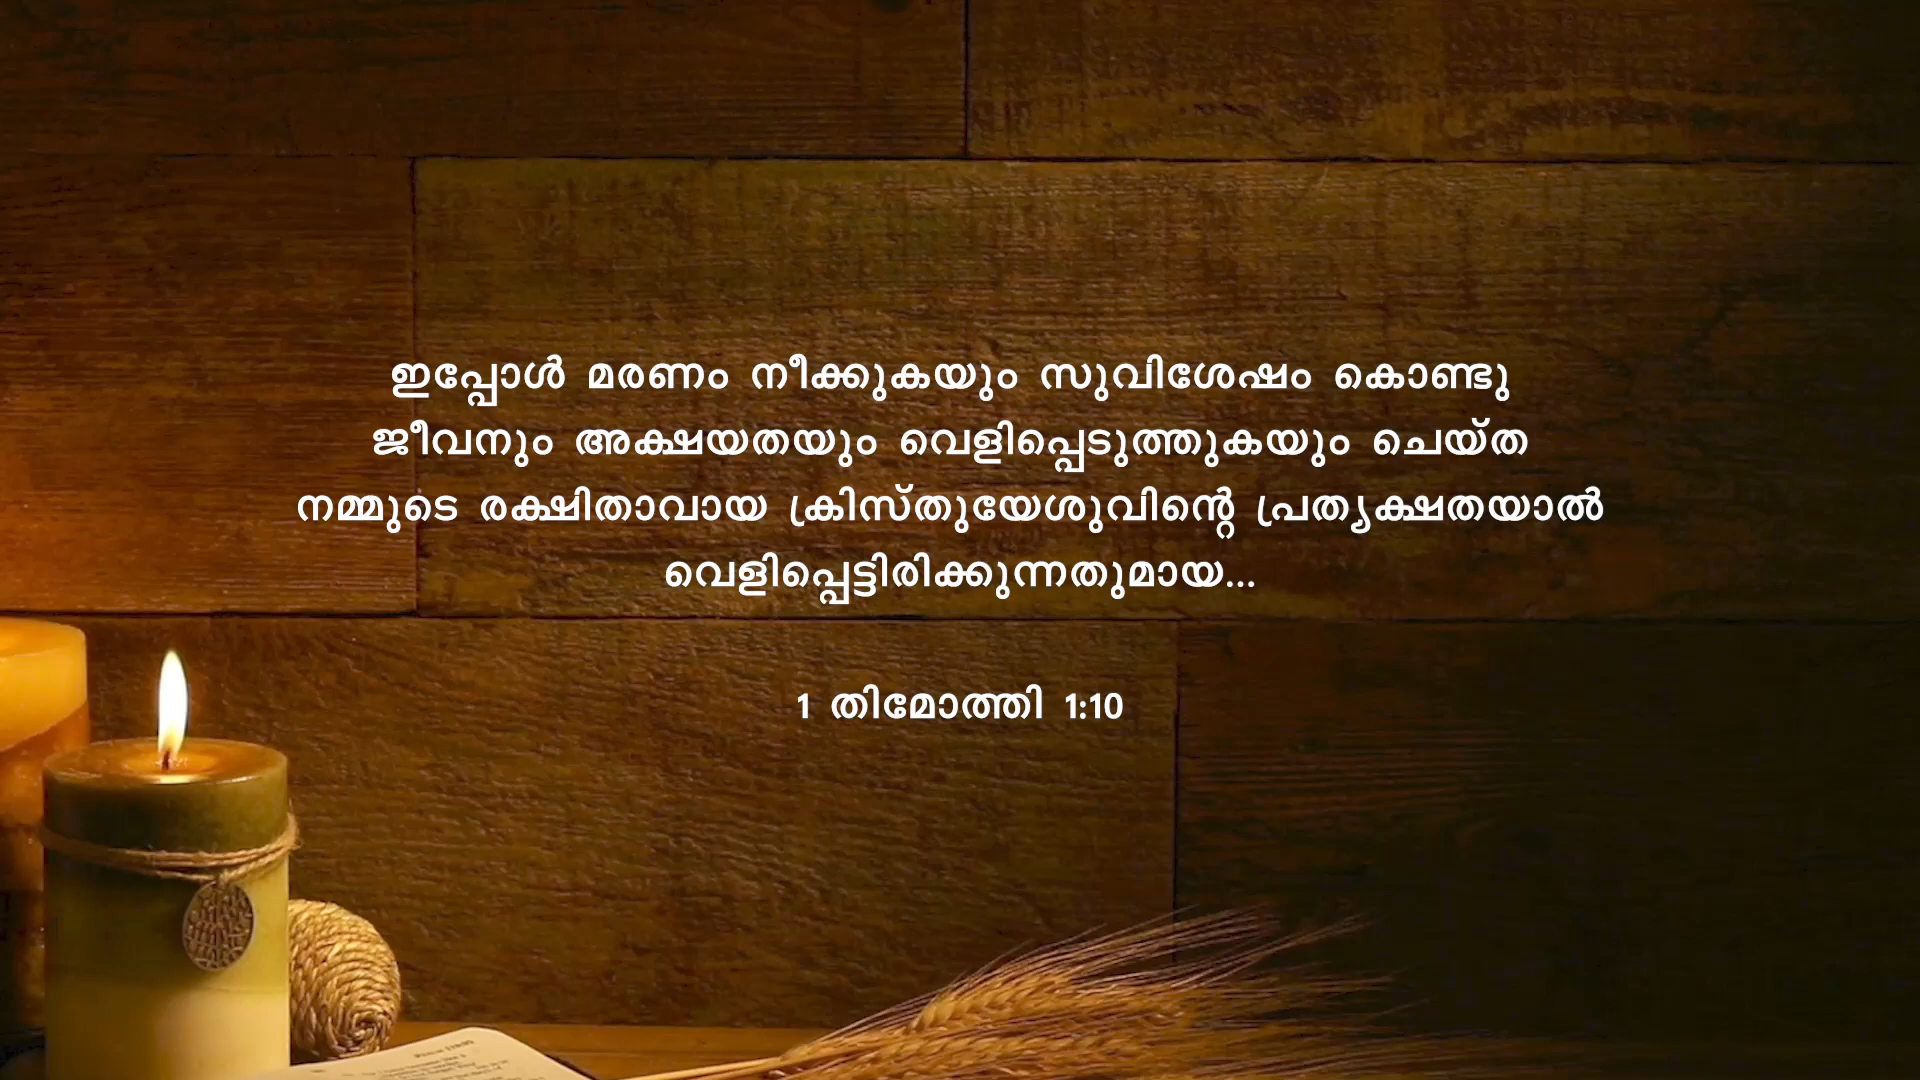 ഇപ്പോൾ മരണം നീക്കുകയും സുവിശേഷം കൊണ്ടു
ജീവനും അക്ഷയതയും വെളിപ്പെടുത്തുകയും ചെയ്ത
നമ്മുടെ രക്ഷിതാവായ ക്രിസ്തുയേശുവിന്റെ പ്രത്യക്ഷതയാൽ
വെളിപ്പെട്ടിരിക്കുന്നതുമായ...
1 തിമോത്തി 1:10